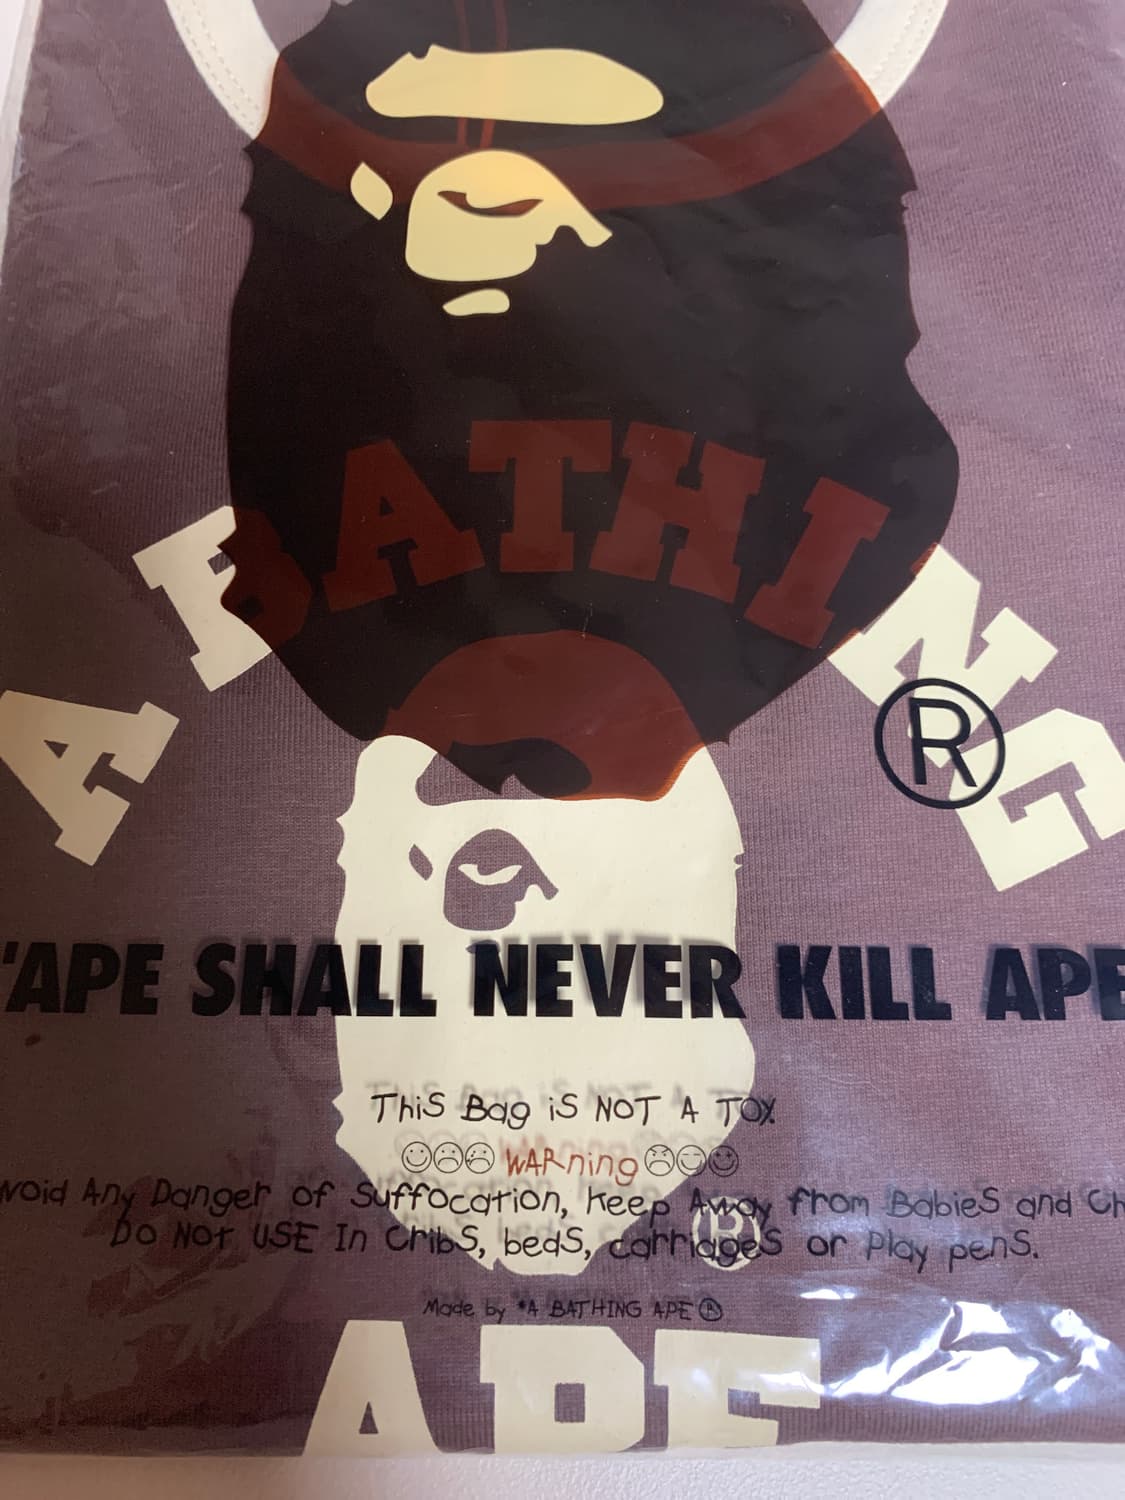 A BATHING
®
"APE SHALL NEVER KILL APE
THiS Bag iS NOT A TOY
WARning
void Any Danger of Suffocation, Keep Away from Babies and Ch
Do Not USE In CribS, bedS, carriages or Play pens.
®
Made by *A BATHING APE®
APE